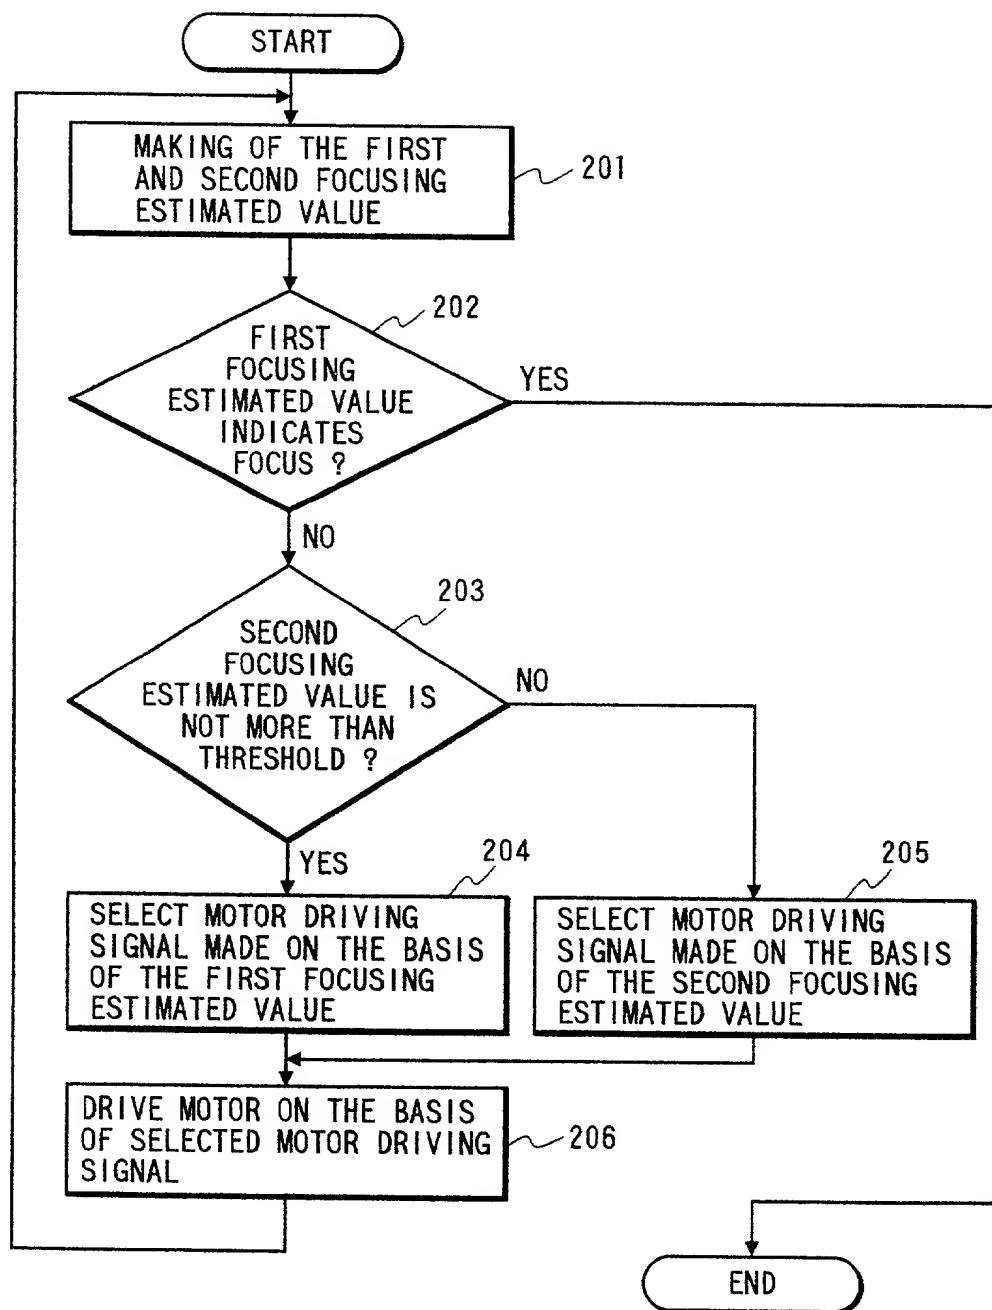 START
MAKING OF THE FIRST
AND SECOND FOCUSING
ESTIMATED VALUE
201
202
FIRST
FOCUSING
ESTIMATED VALUE
INDICATES
FOCUS ?
YES
NO
203
SECOND
FOCUSING
ESTIMATED VALUE IS
NOT MORE THAN
THRESHOLD ?
NO
YES
204
SELECT MOTOR DRIVING
SIGNAL MADE ON THE BASIS
OF THE FIRST FOCUSING
ESTIMATED VALUE
205
SELECT MOTOR DRIVING
SIGNAL MADE ON THE BASIS
OF THE SECOND FOCUSING
ESTIMATED VALUE
DRIVE MOTOR ON THE BASIS
OF SELECTED MOTOR DRIVING
SIGNAL
206
END